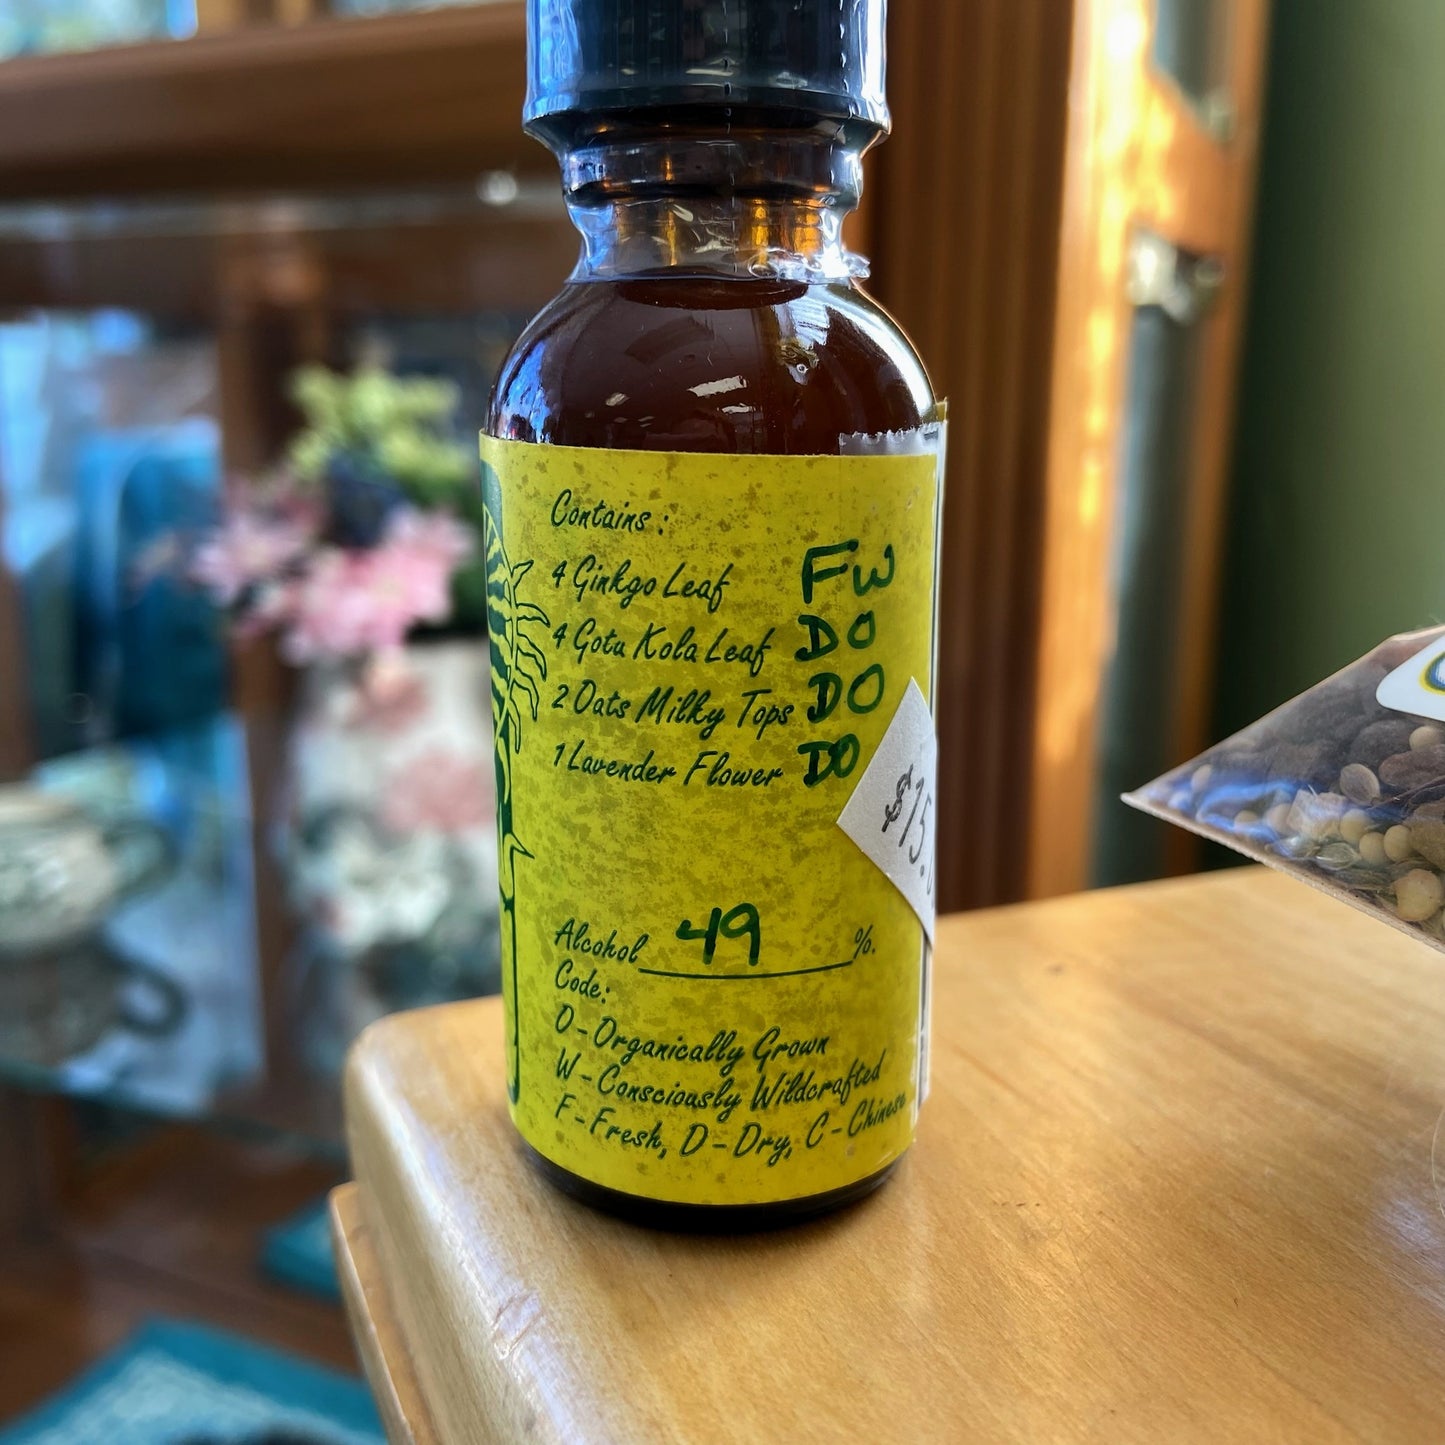 Contains :
4 Ginkgo Leaf FW
4 Gotu Kola Leaf DO
2 Oats Milky Tops DO
1 Lavender Flower DO
$15.
Alcohol 49 %.
Code:
O - Organically Grown
W - Consciously Wildcrafted
F - Fresh, D - Dry, C - Chinese